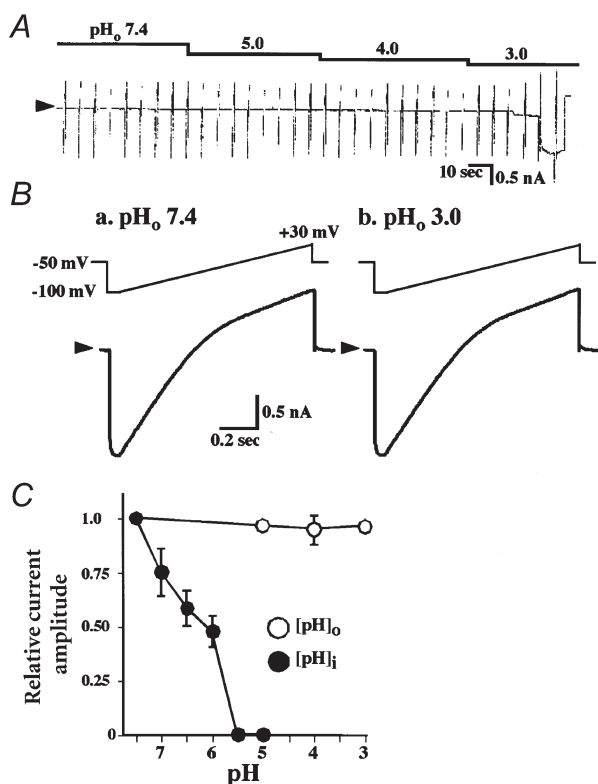 A
pHo 7.4
5.0
4.0
3.0
10 sec
0.5 nA
B
a. pHo 7.4
b. pHo 3.0
+30 mV
-50 mV
-100mV
0.5 nA
0.2 sec
C
Relative current
amplitude
1.0
0.75
0.50
0.25
0
[pH]o
[pH]i
7 6 5 4 3
pH